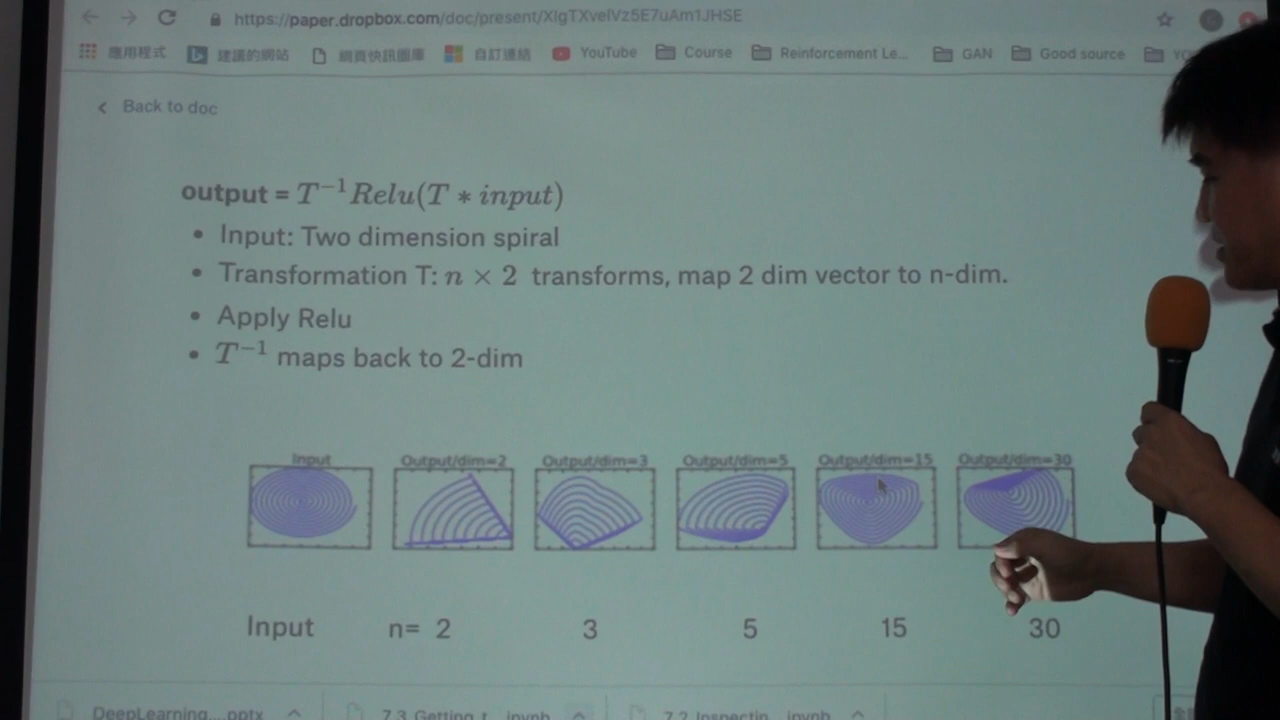 https://paper.dropbox.com/doc/present/XlgTXvelVz5E7uAm1JHSE
應用程式 建議的網站 網頁快訊圖庫 自訂連結 YouTube Course Reinforcement Le... GAN Good source
Back to doc
output = T⁻¹Relu(T * input)
• Input: Two dimension spiral
• Transformation T: n × 2 transforms, map 2 dim vector to n-dim.
• Apply Relu
• T⁻¹ maps back to 2-dim
Input Output/dim=2 Output/dim=3 Output/dim=5 Output/dim=15 Output/dim=30
Input n= 2 3 5 15 30
DeepLearning...pptx 7.3 Getting t...ipynb 7.2 Inspectin...ipynb